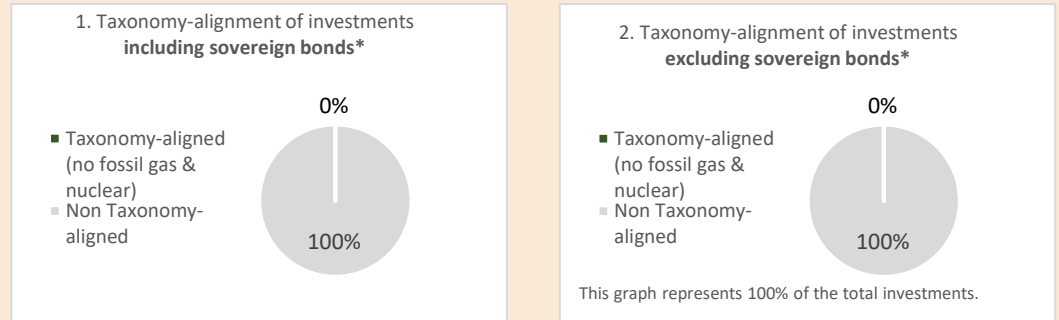 1. Taxonomy-alignment of investments
including sovereign bonds*
0%
Taxonomy-aligned
(no fossil gas &
nuclear)
Non Taxonomy-
aligned
100%
2. Taxonomy-alignment of investments
excluding sovereign bonds*
0%
Taxonomy-aligned
(no fossil gas &
nuclear)
Non Taxonomy-
aligned
100%
This graph represents 100% of the total investments.